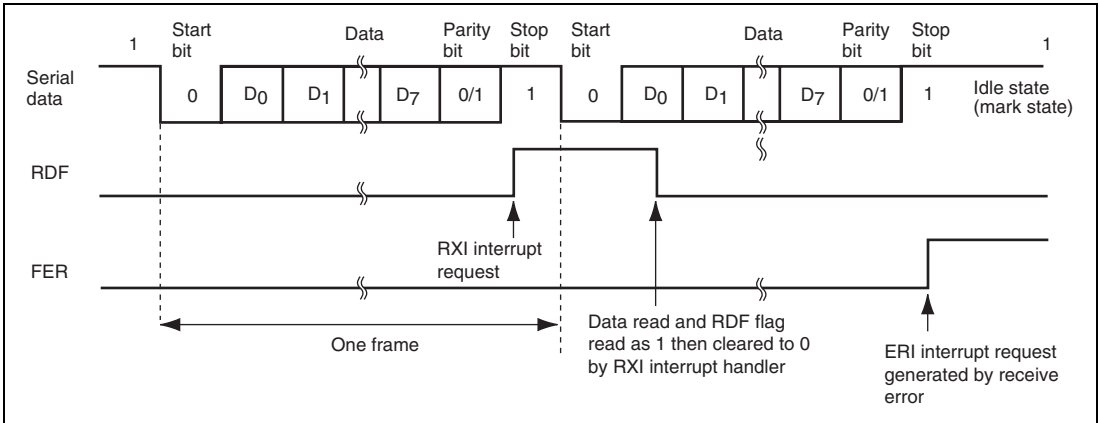 Start Data Parity Stop Start Data Parity Stop
1 bit bit bit bit bit bit 1
Serial data
0 D0 D1 D7 0/1 1 0 D0 D1 D7 0/1 1
Idle state
(mark state)
RDF
RXI interrupt
request
FER
One frame
Data read and RDF flag
read as 1 then cleared to 0
by RXI interrupt handler
ERI interrupt request
generated by receive
error